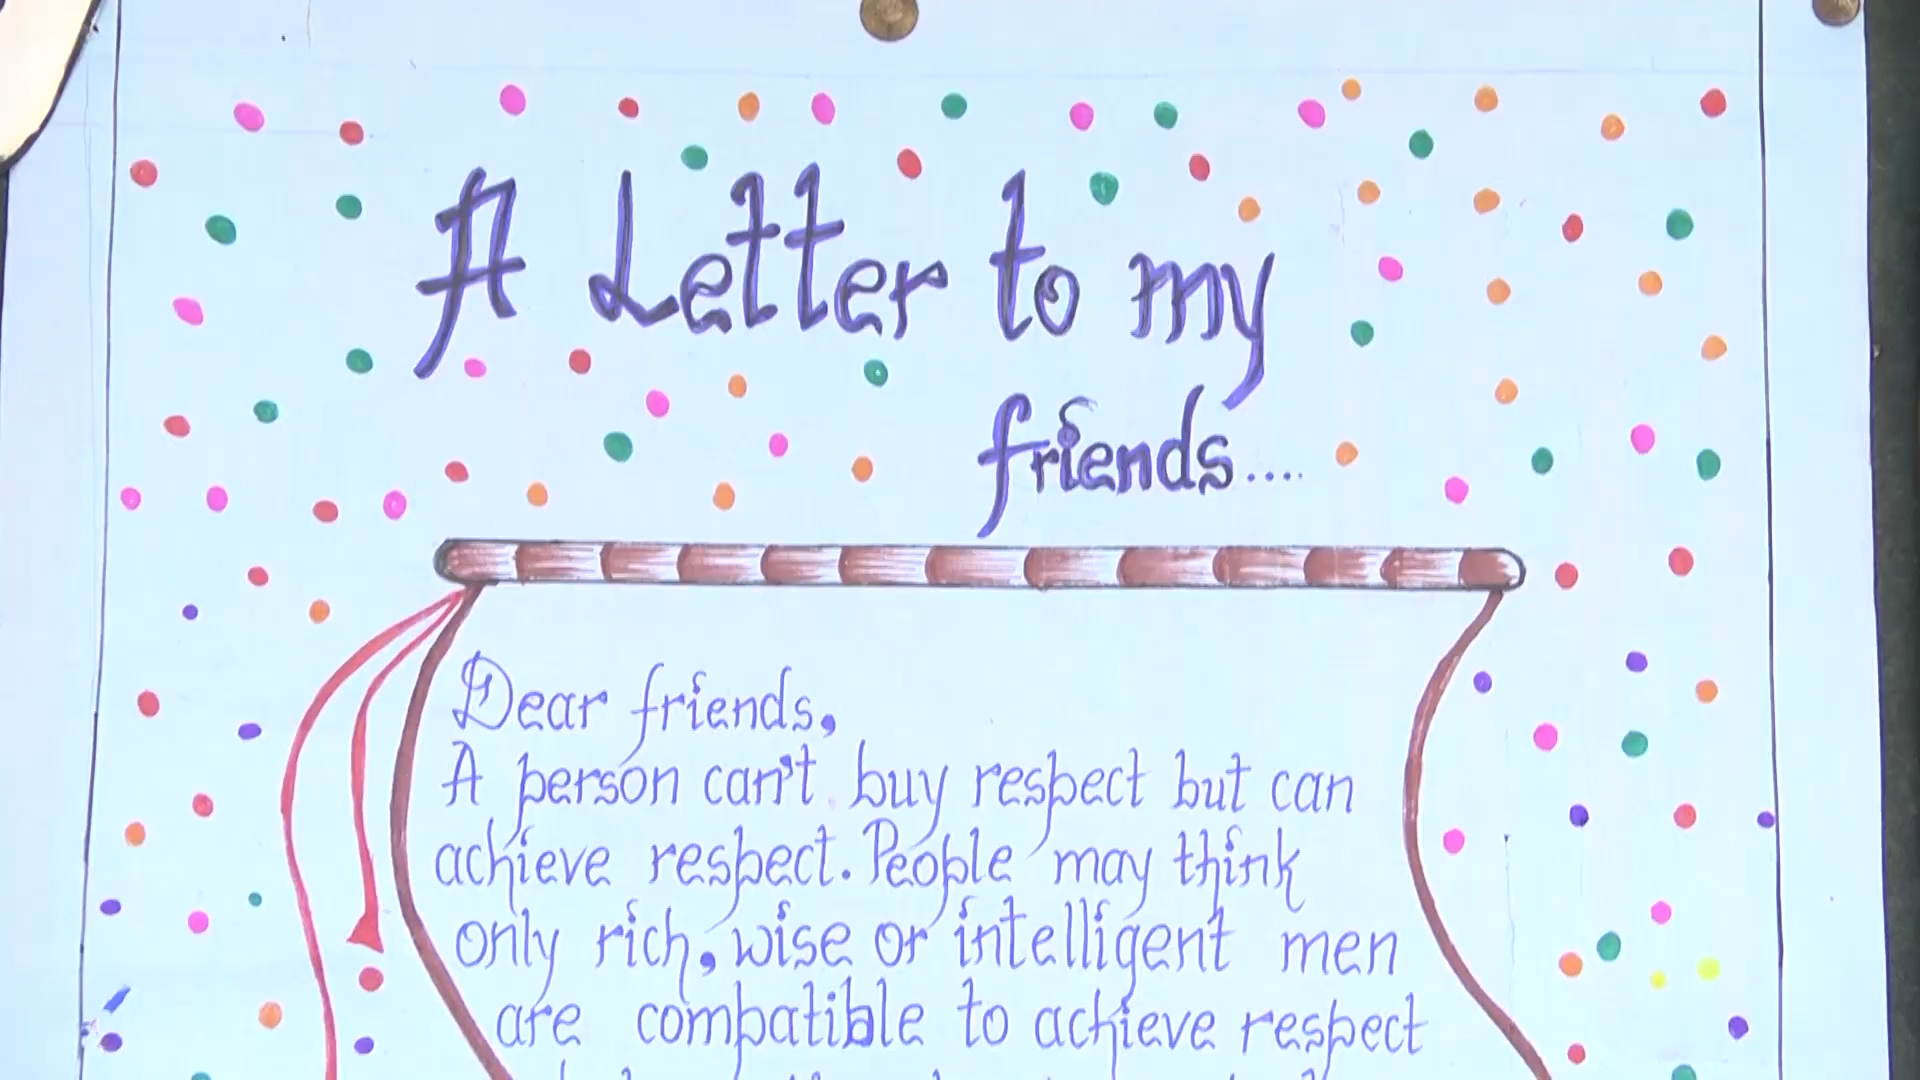 A Letter to my
friends....
Dear friends,
A person can't buy respect but can
achieve respect. People may think
only rich, wise or intelligent men
are compatible to achieve respect